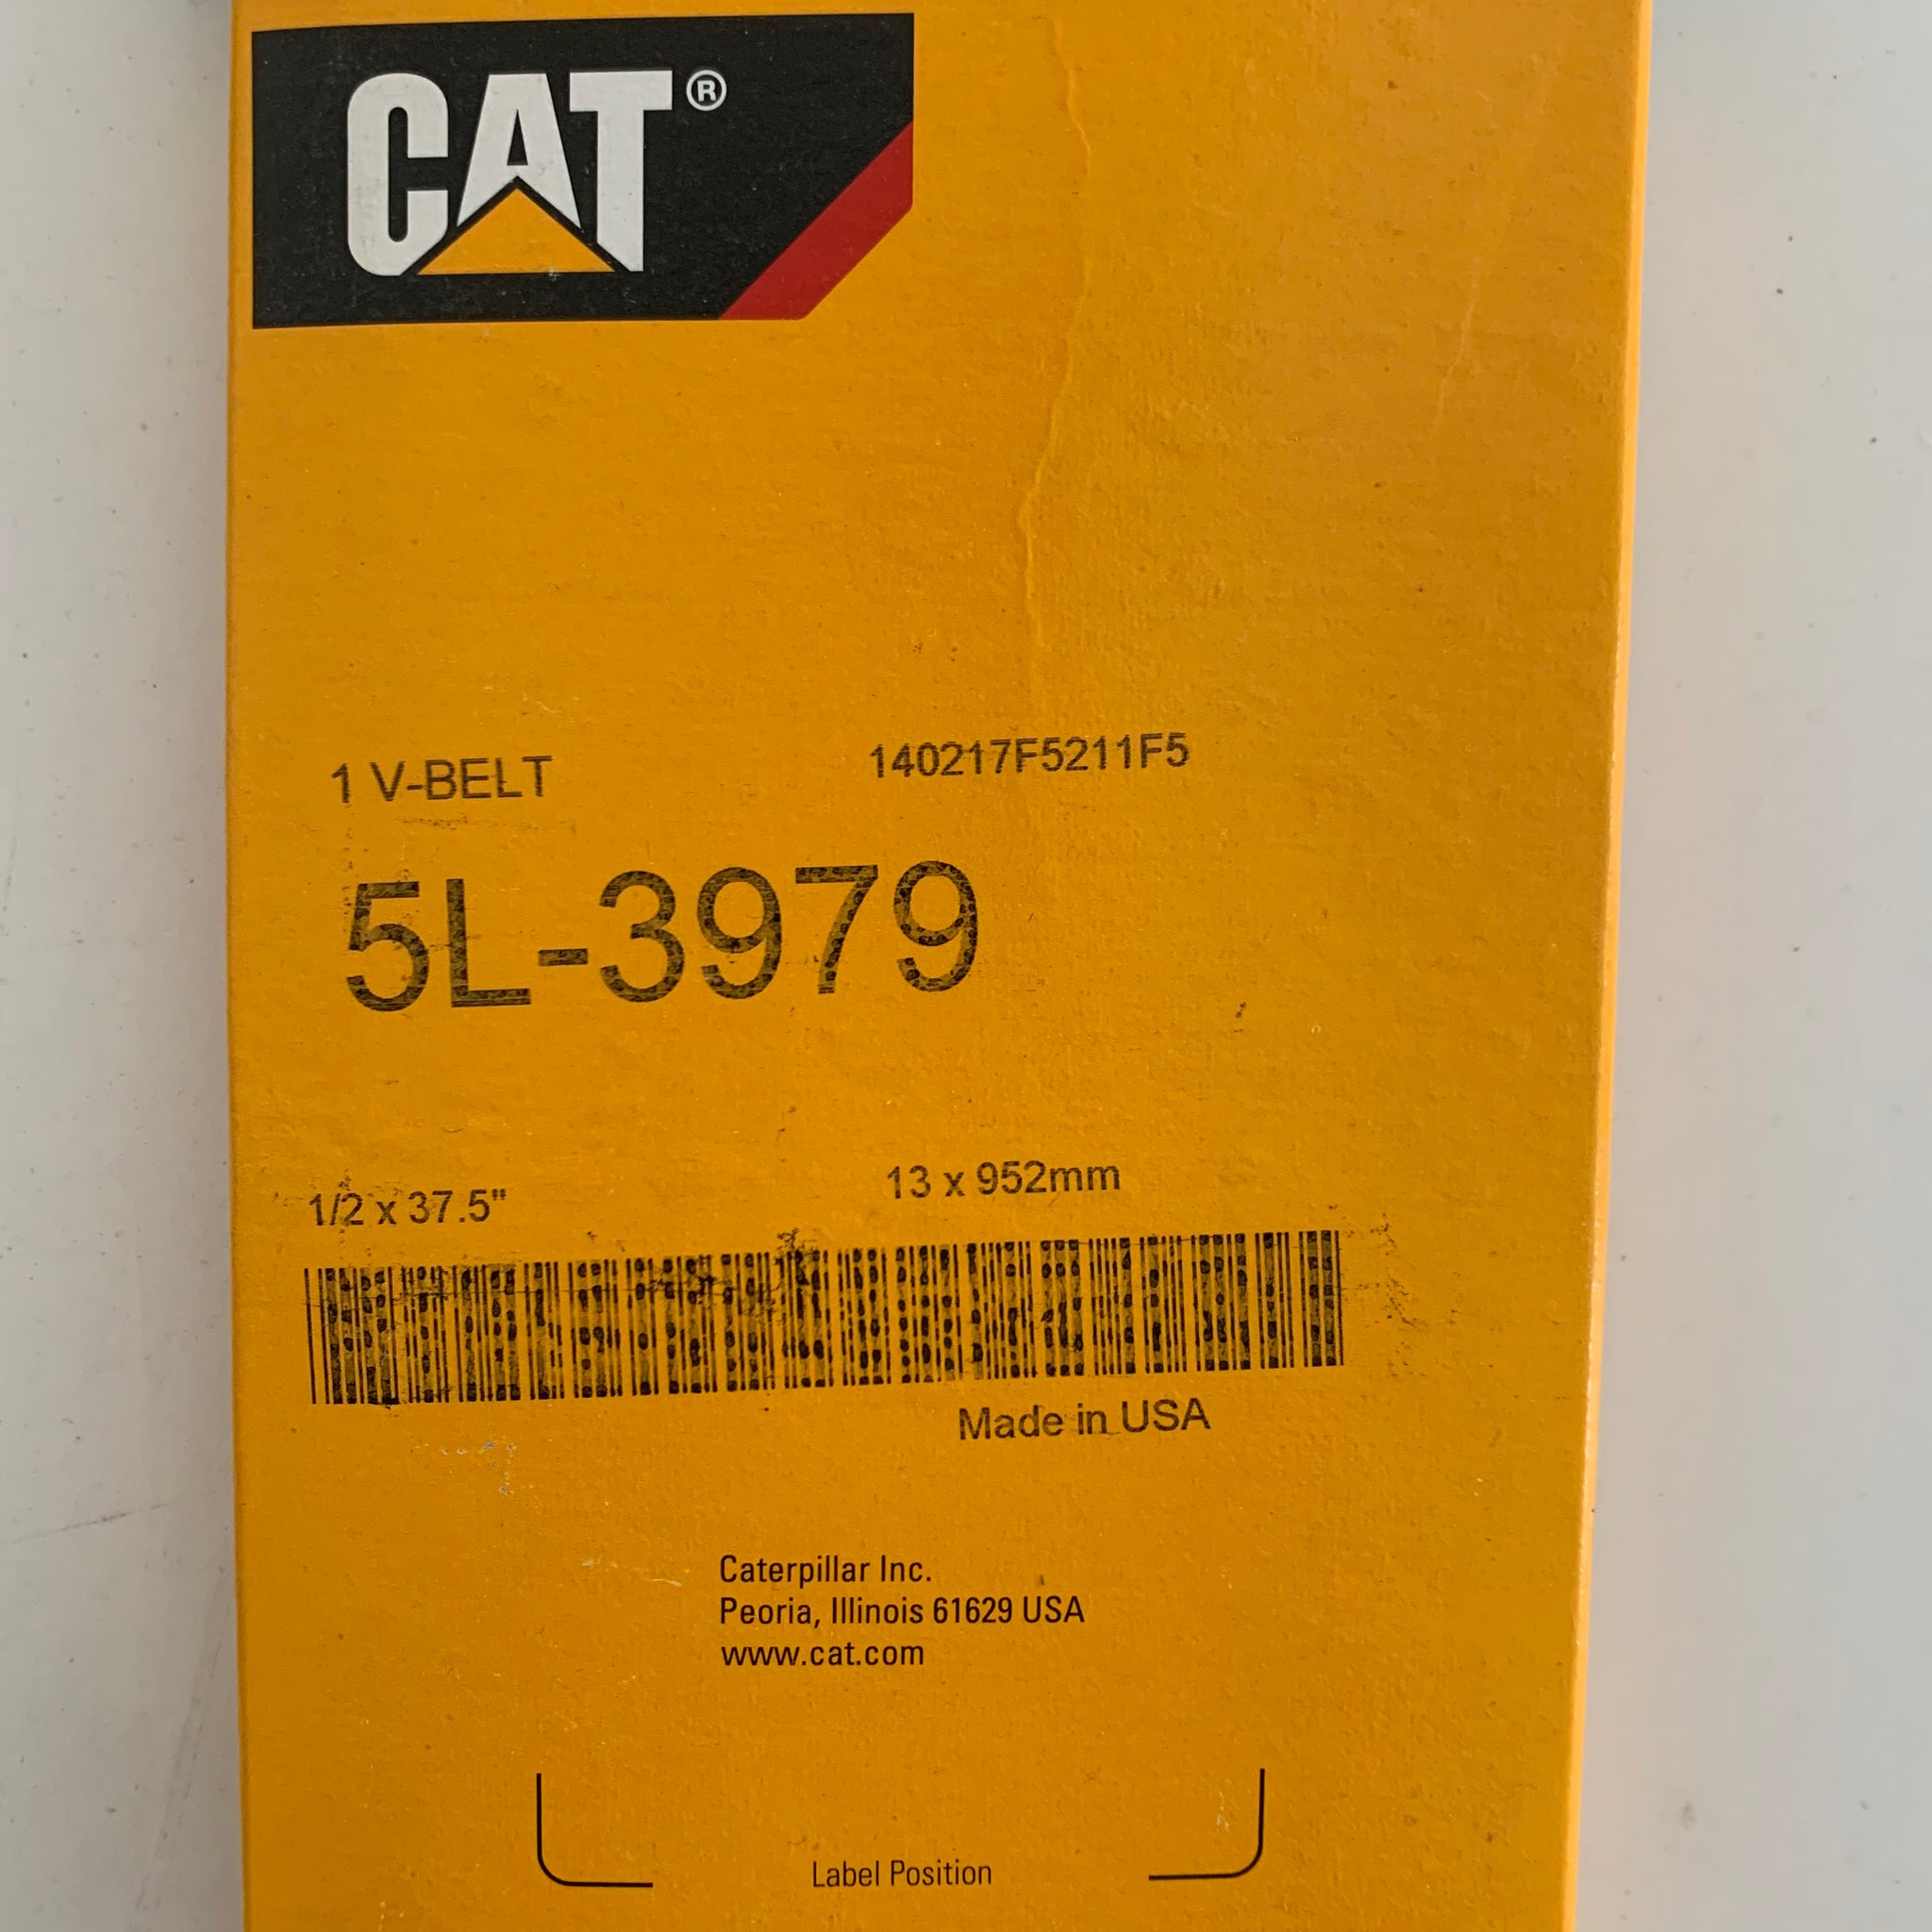 CAT®
1 V-BELT 140217F5211F5
5L-3979
1/2 x 37.5" 13 x 952mm
Made in USA
Caterpillar Inc.
Peoria, Illinois 61629 USA
www.cat.com
Label Position